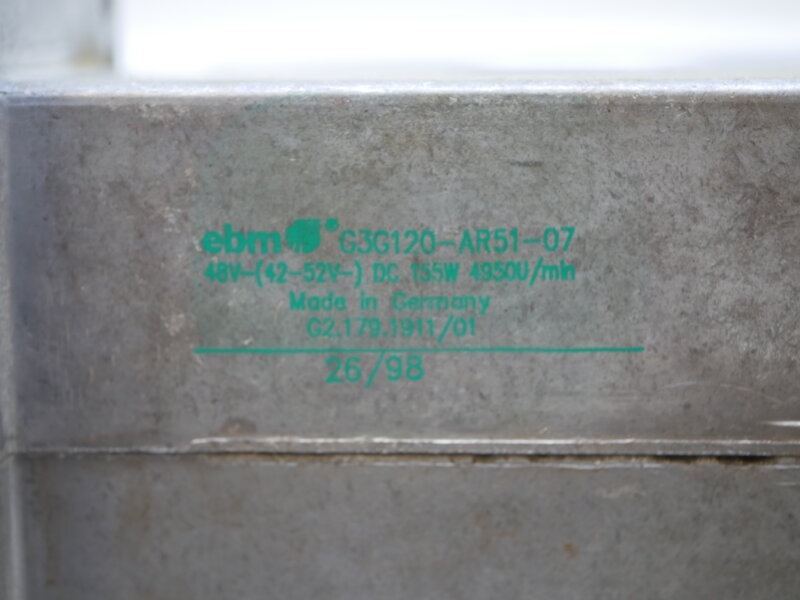 ebm G3G120-AR51-07
48V-(42-52V-) DC 155W 4950U/min
Made in Germany
G2.179.1911/01
26/98